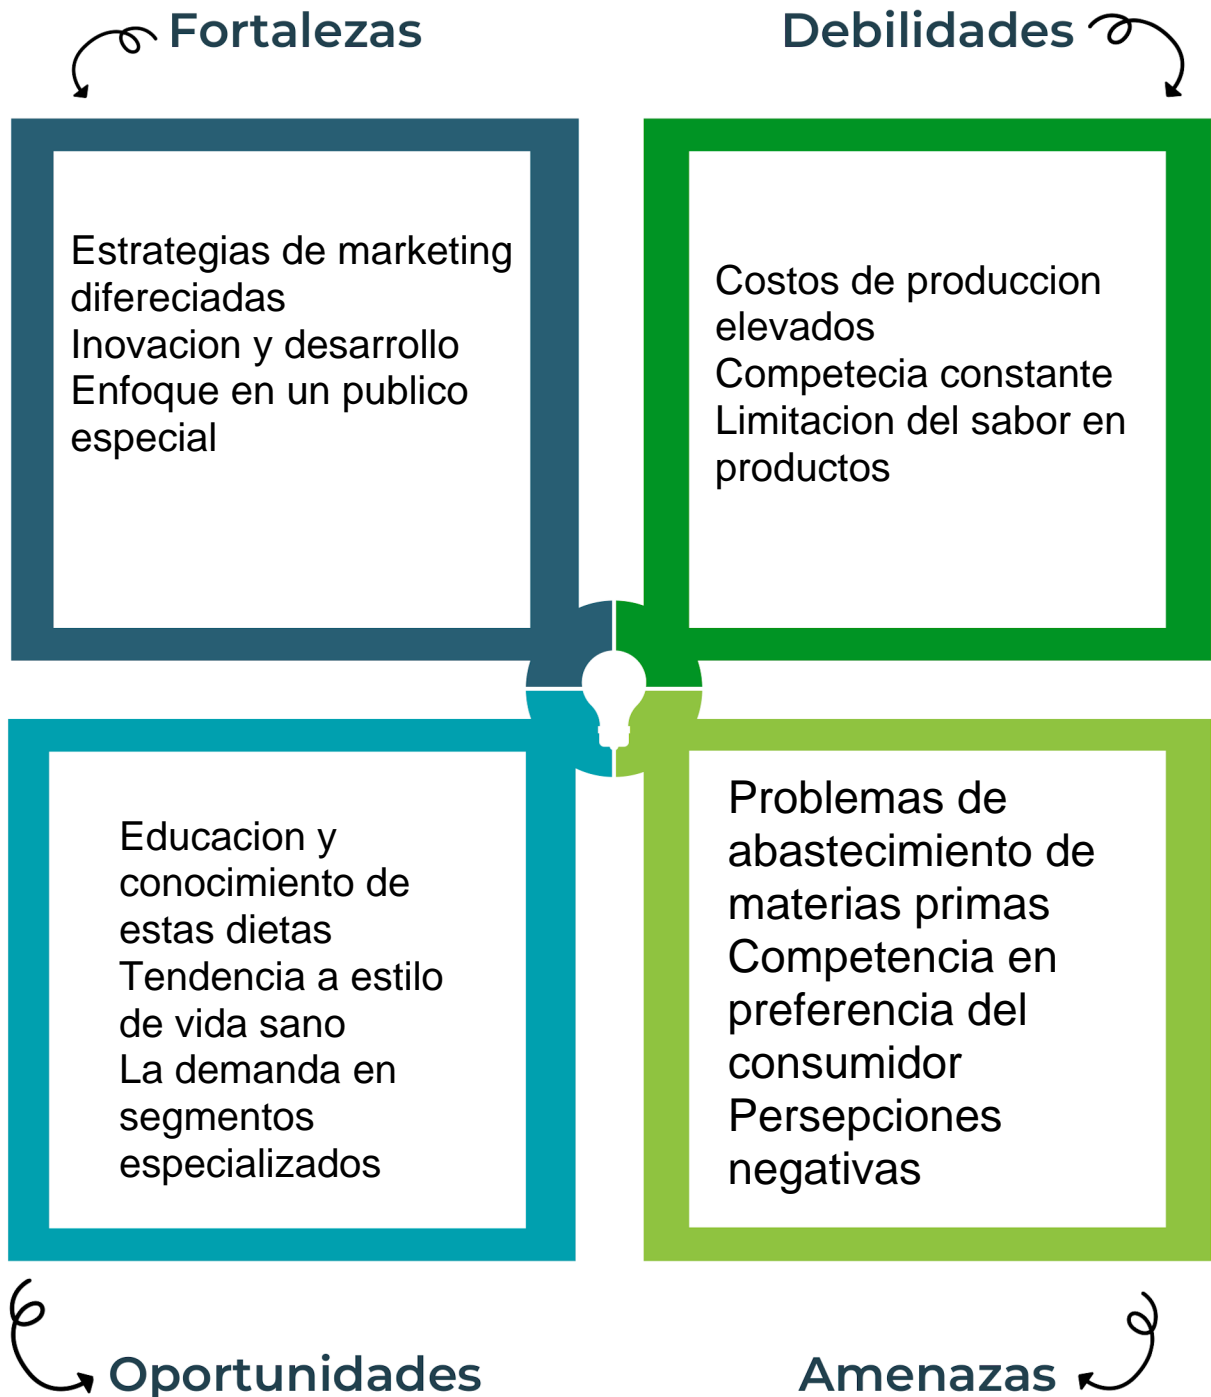 Fortalezas
Estrategias de marketing
difereciadas
Inovacion y desarrollo
Enfoque en un publico
especial
Debilidades
Costos de produccion
elevados
Competecia constante
Limitacion del sabor en
productos
Educacion y
conocimiento de
estas dietas
Tendencia a estilo
de vida sano
La demanda en
segmentos
especializados
Oportunidades
Problemas de
abastecimiento de
materias primas
Competencia en
preferencia del
consumidor
Persepciones
negativas
Amenazas